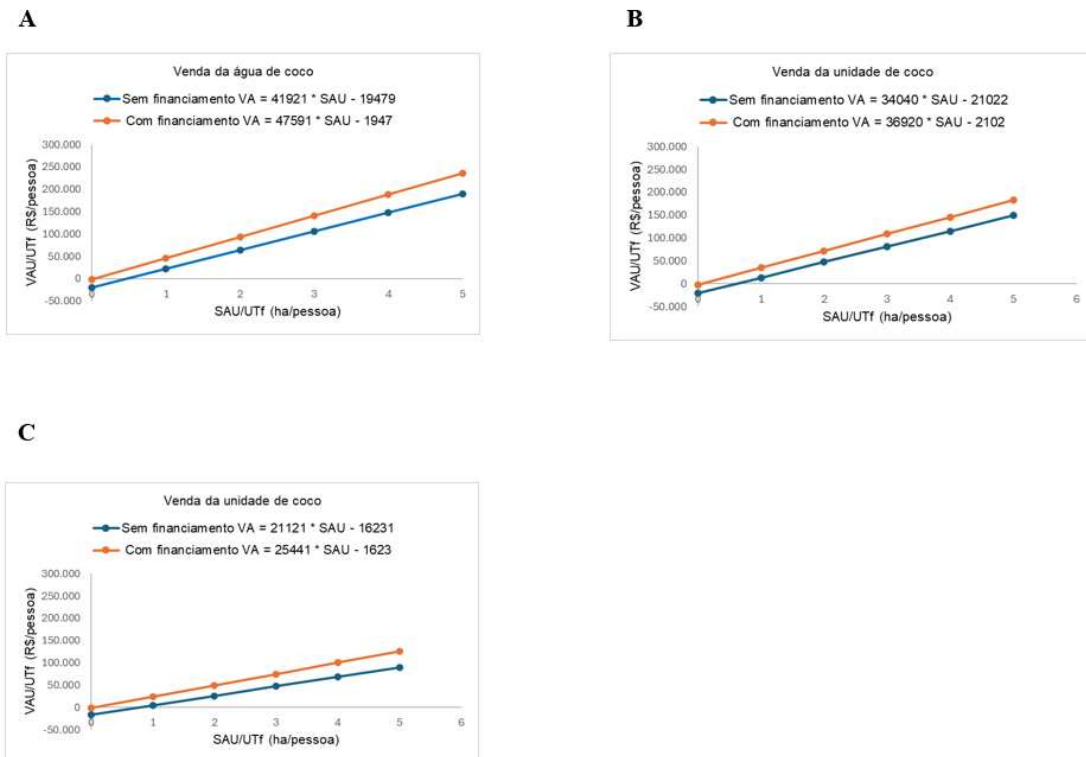 A
Venda da água de coco
Sem financiamento VA = 41921 * SAU - 19479
Com financiamento VA = 47591 * SAU - 1947
300.000
250.000
200.000
150.000
100.000
50.000
0
-50.000
VAU/UTf (R$/pessoa)
0 1 2 3 4 5
SAU/UTf (ha/pessoa)
B
Venda da unidade de coco
Sem financiamento VA = 34040 * SAU - 21022
Com financiamento VA = 36920 * SAU - 2102
300.000
250.000
200.000
150.000
100.000
50.000
0
-50.000
VAU/UTf (R$/pessoa)
0 1 2 3 4 5 6
SAU/UTf (ha/pessoa)
C
Venda da unidade de coco
Sem financiamento VA = 21121 * SAU - 16231
Com financiamento VA = 25441 * SAU - 1623
300.000
250.000
200.000
150.000
100.000
50.000
0
-50.000
VAU/UTf (R$/pessoa)
0 1 2 3 4 5 6
SAU/UTf (ha/pessoa)